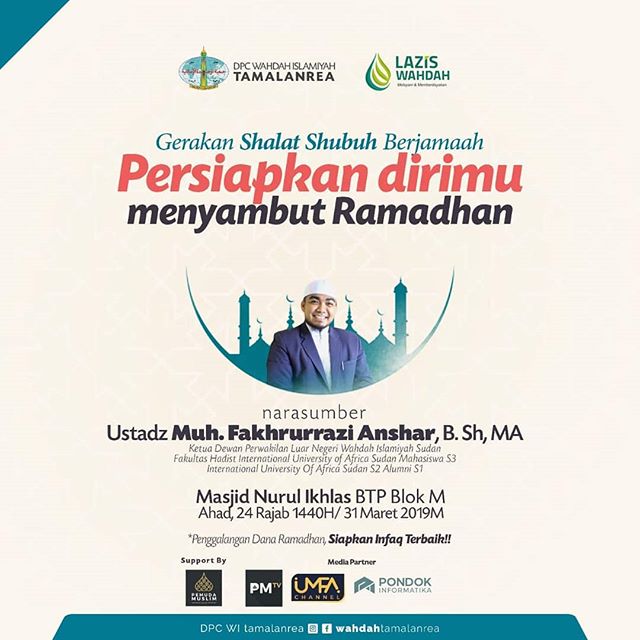 DPC WAHDAH ISLAMIYAH
TAMALANREA
LAZIS
WAHDAH
Melayani & Memberdayakan
Gerakan Shalat Shubuh Berjamaah
Persiapkan dirimu
menyambut Ramadhan
narasumber
Ustadz Muh. Fakhrurrazi Anshar, B. Sh, MA
Ketua Dewan Perwakilan Luar Negeri Wahdah Islamiyah Sudan
Fakultas Hadist International University of Africa Sudan Mahasiswa S3
International University Of Africa Sudan S2 Alumni S1
Masjid Nurul Ikhlas BTP Blok M
Ahad, 24 Rajab 1440H/ 31 Maret 2019M
*Penggalangan Dana Ramadhan, Siapkan Infaq Terbaik!!
Support By
Media Partner
PEMUDA
MUSLIM
PMTV
UMFA
CHANNEL
PONDOK
INFORMATIKA
DPC WI tamalanrea wahdahtamalanrea